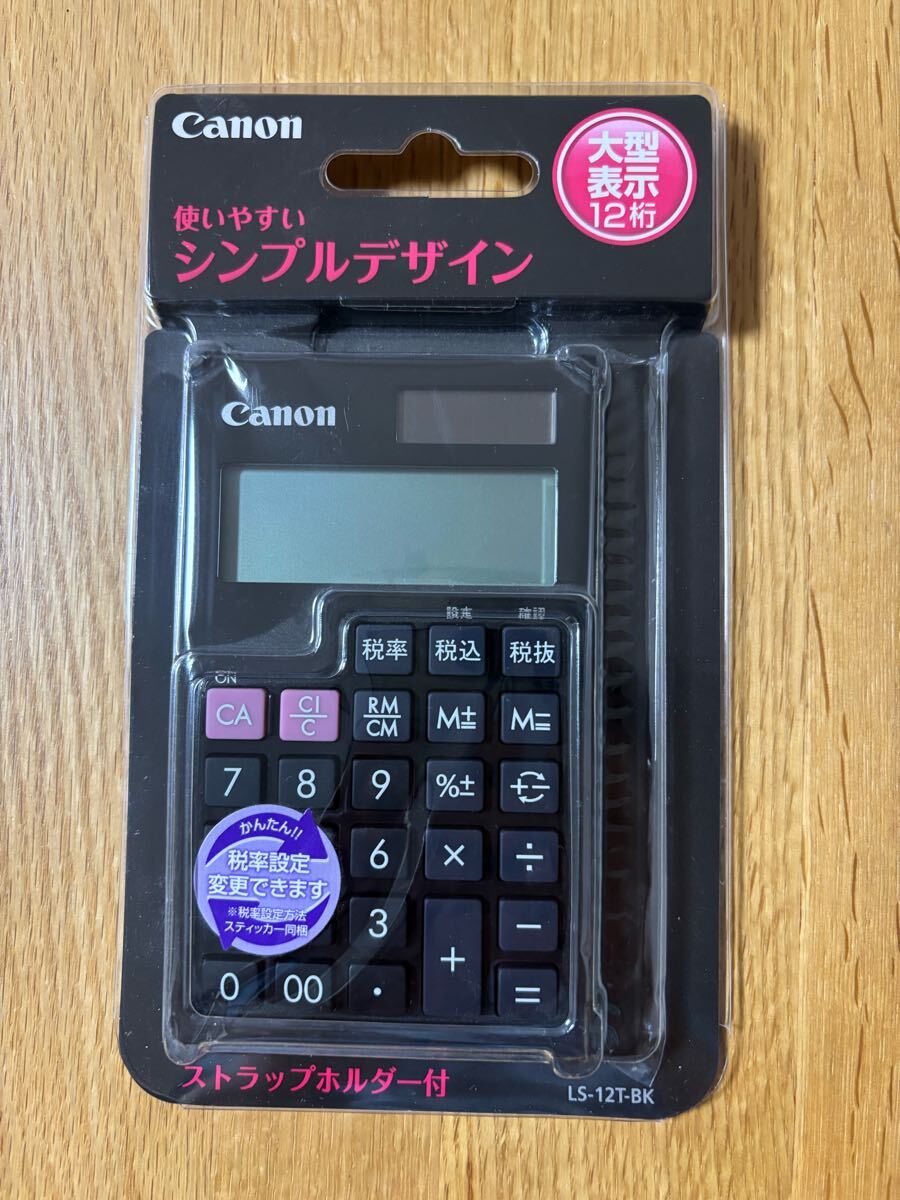 Canon
大型
表示
12桁
使いやすい
シンプルデザイン
Canon
設定 確認
税率 税込 税抜
ON
CA CI/C RM/CM M± M=
7 8 9 %±
かんたん!!
税率設定
変更できます
※税率設定方法
スティッカー同梱
6 × ÷
3 + −
0 00 · =
ストラップホルダー付
LS-12T-BK